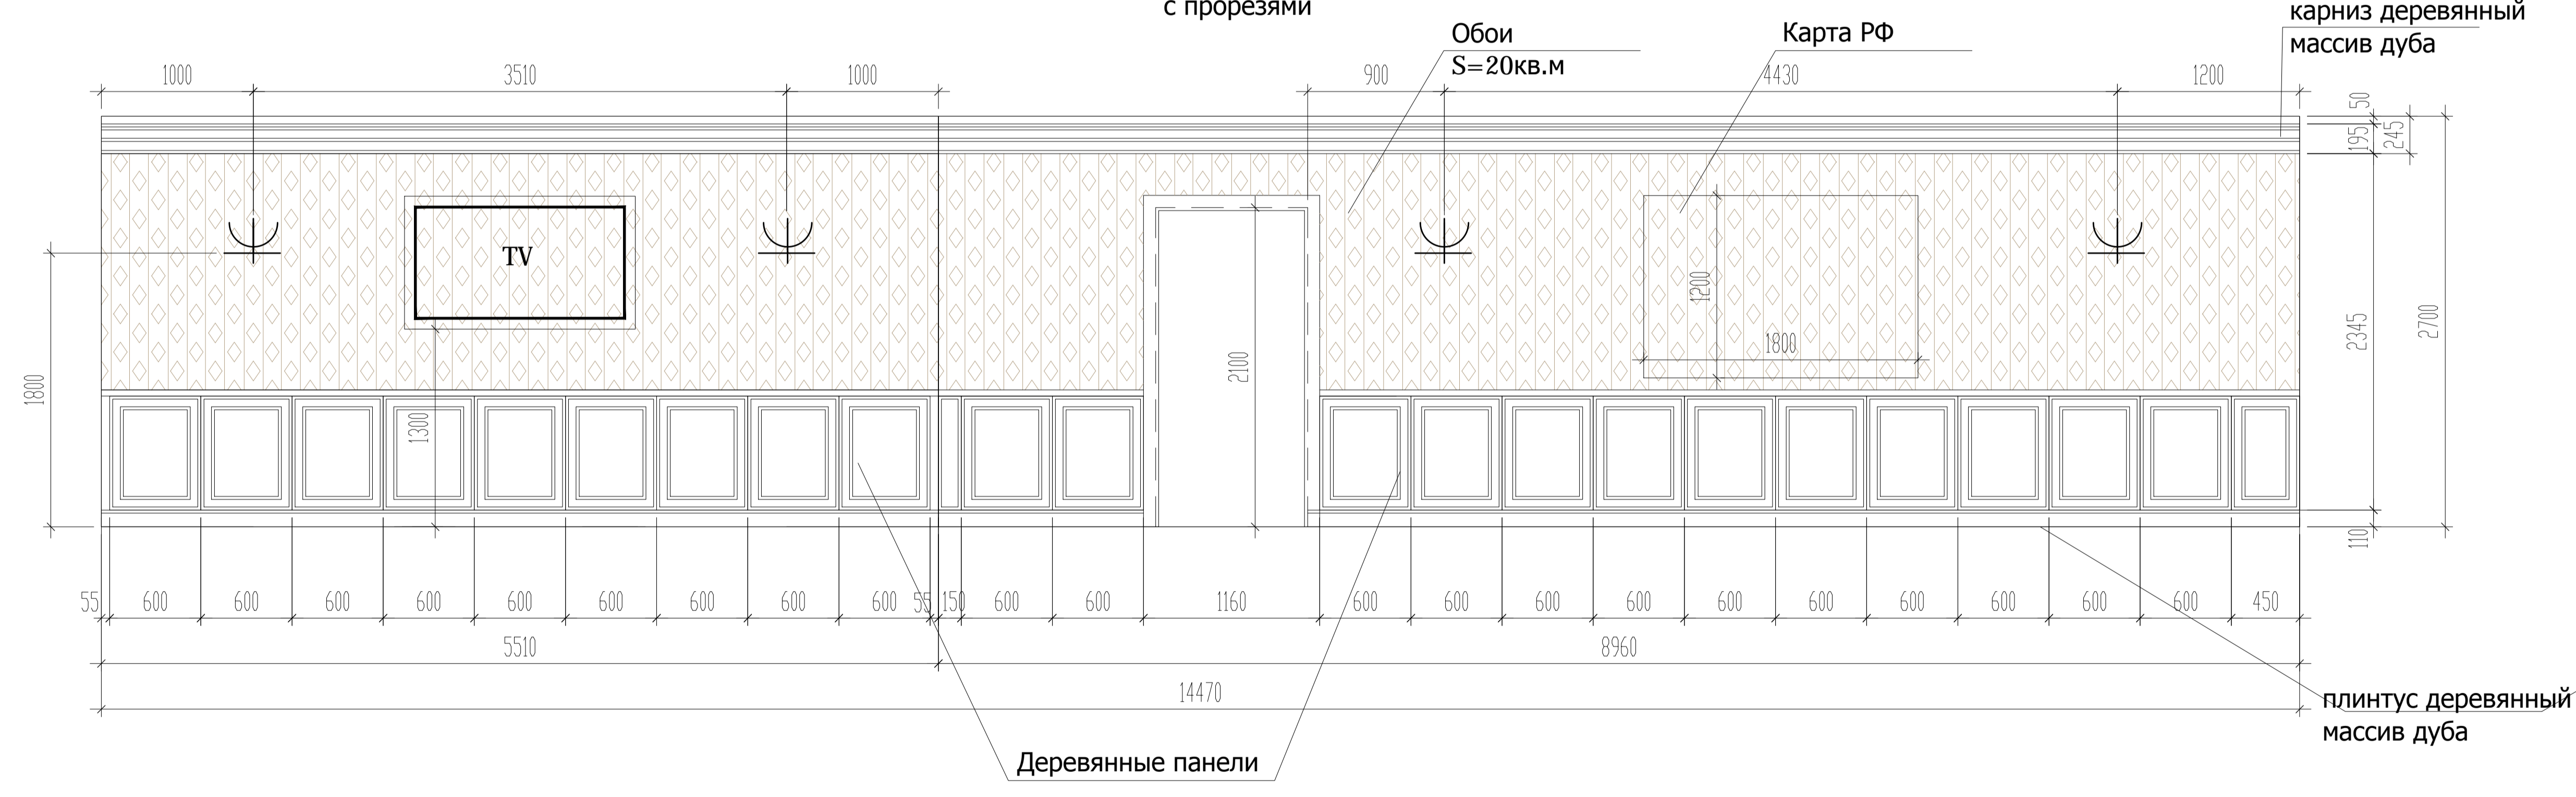 с прорезями
карниз деревянный
массив дуба
Обои
S=20кв.м
Карта РФ
1000 3510 1000 900 4430 1200
50
195 245
TV
1200
1800
2100
1300
1800
2345
2700
110
55 600 600 600 600 600 600 600 600 600 55 150 600 600 1160 600 600 600 600 600 600 600 600 600 600 450
5510 8960
14470
плинтус деревянный
массив дуба
Деревянные панели